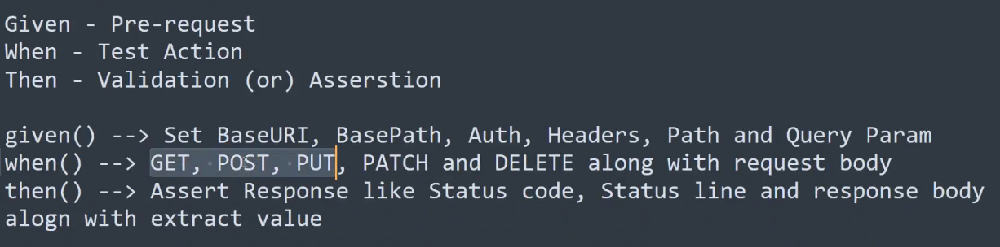 Given - Pre-request
When - Test Action
Then - Validation (or) Asserstion
given() --> Set BaseURI, BasePath, Auth, Headers, Path and Query Param
when() --> GET, POST, PUT, PATCH and DELETE along with request body
then() --> Assert Response like Status code, Status line and response body
alogn with extract value